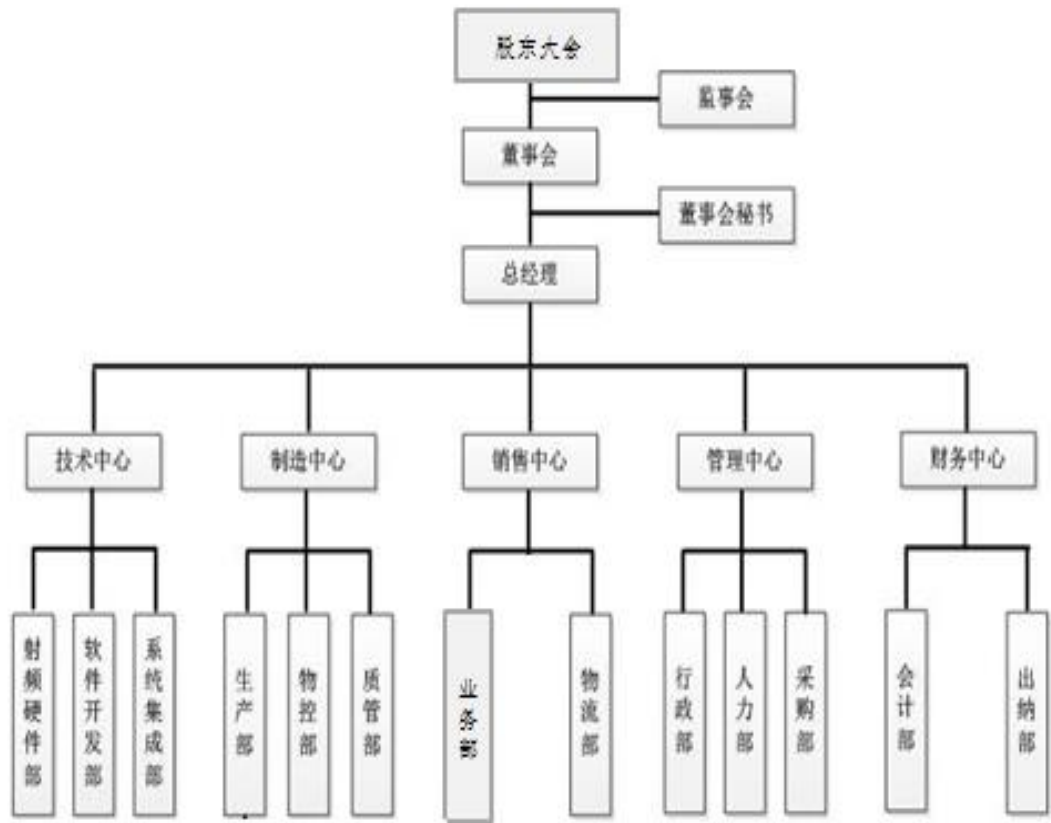 股东大会
监事会
董事会
董事会秘书
总经理
技术中心
制造中心
销售中心
管理中心
财务中心
射频硬件部
软件开发部
系统集成部
生产部
物控部
质管部
业务部
物流部
行政部
人力部
采购部
会计部
出纳部